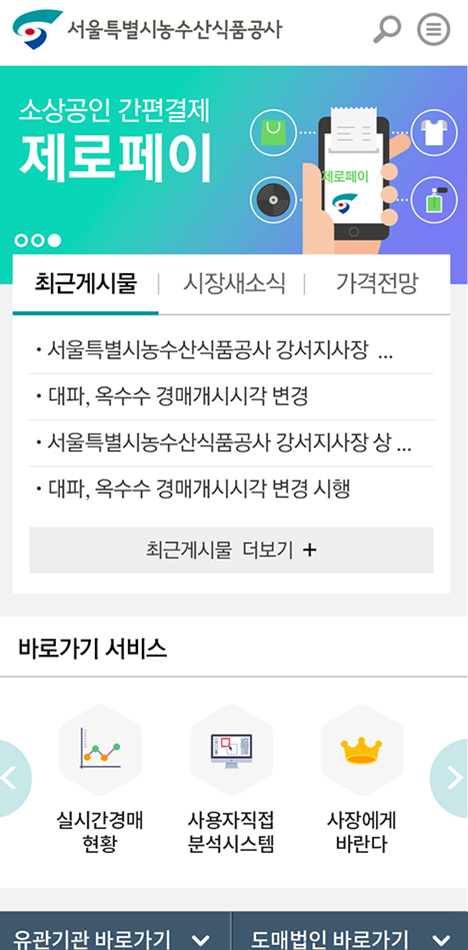 서울특별시농수산식품공사
소상공인 간편결제
제로페이
제로페이
최근게시물 | 시장새소식 | 가격전망
· 서울특별시농수산식품공사 강서지사장 ...
· 대파, 옥수수 경매개시시각 변경
· 서울특별시농수산식품공사 강서지사장 상 ...
· 대파, 옥수수 경매개시시각 변경 시행
최근게시물 더보기 +
바로가기 서비스
실시간경매
현황
사용자직접
분석시스템
사장에게
바란다
유관기관 바로가기
도매법인 바로가기